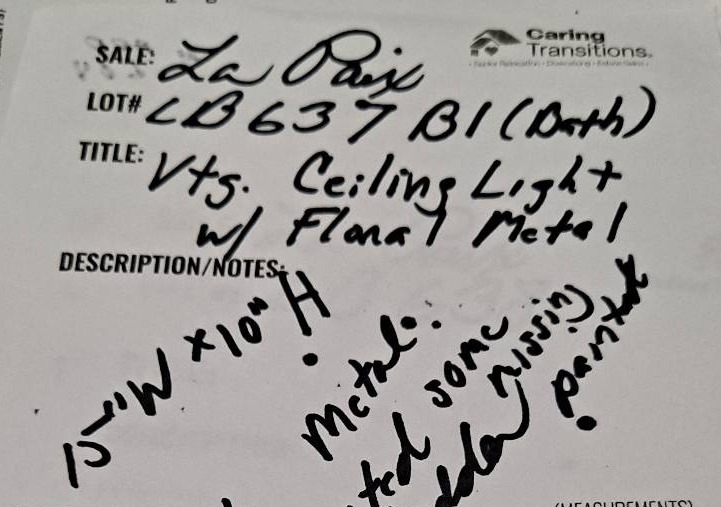 Caring
Transitions.
SALE: La Paix
LOT# LB637 B1 (Bath)
TITLE: Vtg. Ceiling Light
w/ Floral Metal
DESCRIPTION/NOTES:
15"W x 10" H
Metal.
some
missing
painted
(MEASUREMENTS)